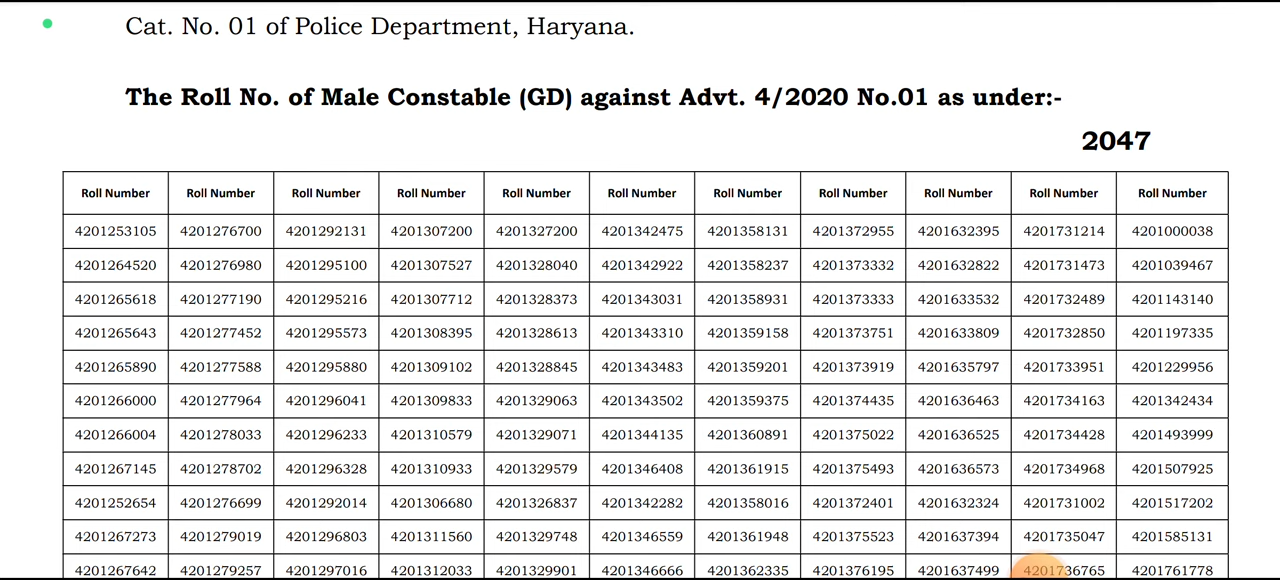 Cat. No. 01 of Police Department, Haryana.
The Roll No. of Male Constable (GD) against Advt. 4/2020 No.01 as under:-
2047
Roll Number Roll Number Roll Number Roll Number Roll Number Roll Number Roll Number Roll Number Roll Number Roll Number Roll Number
4201253105 4201276700 4201292131 4201307200 4201327200 4201342475 4201358131 4201372955 4201632395 4201731214 4201000038
4201264520 4201276980 4201295100 4201307527 4201328040 4201342922 4201358237 4201373332 4201632822 4201731473 4201039467
4201265618 4201277190 4201295216 4201307712 4201328373 4201343031 4201358931 4201373333 4201633532 4201732489 4201143140
4201265643 4201277452 4201295573 4201308395 4201328613 4201343310 4201359158 4201373751 4201633809 4201732850 4201197335
4201265890 4201277588 4201295880 4201309102 4201328845 4201343483 4201359201 4201373919 4201635797 4201733951 4201229956
4201266000 4201277964 4201296041 4201309833 4201329063 4201343502 4201359375 4201374435 4201636463 4201734163 4201342434
4201266004 4201278033 4201296233 4201310579 4201329071 4201344135 4201360891 4201375022 4201636525 4201734428 4201493999
4201267145 4201278702 4201296328 4201310933 4201329579 4201346408 4201361915 4201375493 4201636573 4201734968 4201507925
4201252654 4201276699 4201292014 4201306680 4201326837 4201342282 4201358016 4201372401 4201632324 4201731002 4201517202
4201267273 4201279019 4201296803 4201311560 4201329748 4201346559 4201361948 4201375523 4201637394 4201735047 4201585131
4201267642 4201279257 4201297016 4201312033 4201329901 4201346666 4201362335 4201376195 4201637499 4201736765 4201761778